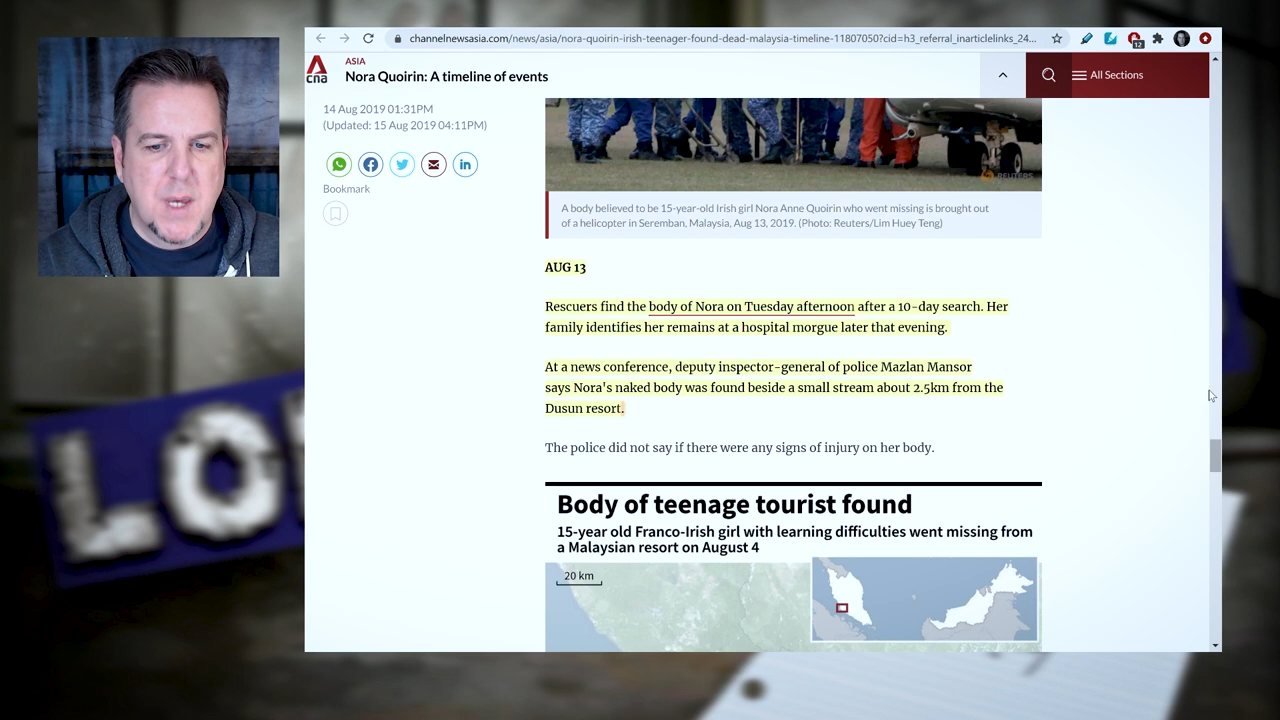 channelnewsasia.com/news/asia/nora-quoirin-irish-teenager-found-dead-malaysia-timeline-11807050?cid=h3_referral_inarticlelinks_24...
12
cna
ASIA
Nora Quoirin: A timeline of events
All Sections
14 Aug 2019 01:31PM
(Updated: 15 Aug 2019 04:11PM)
Bookmark
REUTERS
A body believed to be 15-year-old Irish girl Nora Anne Quoirin who went missing is brought out
of a helicopter in Seremban, Malaysia, Aug 13, 2019. (Photo: Reuters/Lim Huey Teng)
AUG 13
Rescuers find the body of Nora on Tuesday afternoon after a 10-day search. Her
family identifies her remains at a hospital morgue later that evening.
At a news conference, deputy inspector-general of police Mazlan Mansor
says Nora's naked body was found beside a small stream about 2.5km from the
Dusun resort.
The police did not say if there were any signs of injury on her body.
Body of teenage tourist found
15-year old Franco-Irish girl with learning difficulties went missing from
a Malaysian resort on August 4
20 km
LO